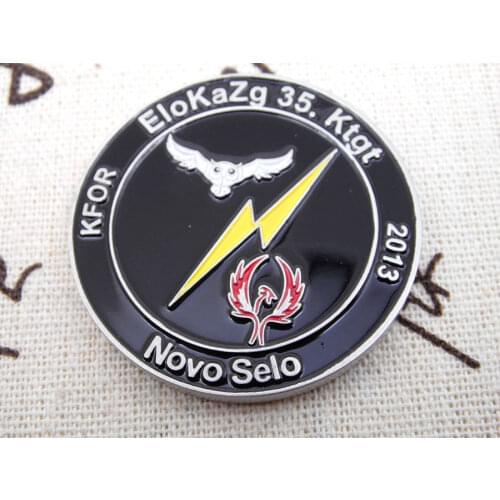 EloKaZg 35. Ktgt
KFOR
2013
Novo Selo